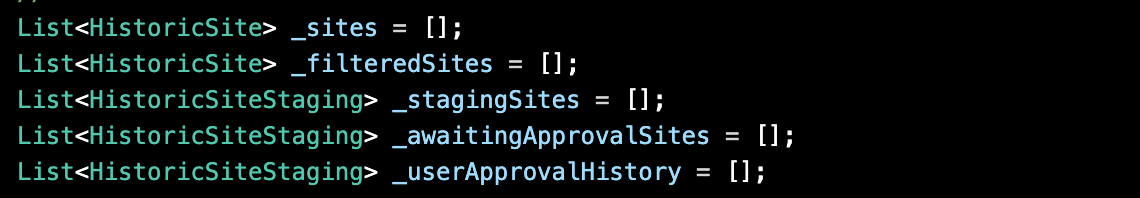 List<HistoricSite> _sites = [];
List<HistoricSite> _filteredSites = [];
List<HistoricSiteStaging> _stagingSites = [];
List<HistoricSiteStaging> _awaitingApprovalSites = [];
List<HistoricSiteStaging> _userApprovalHistory = [];